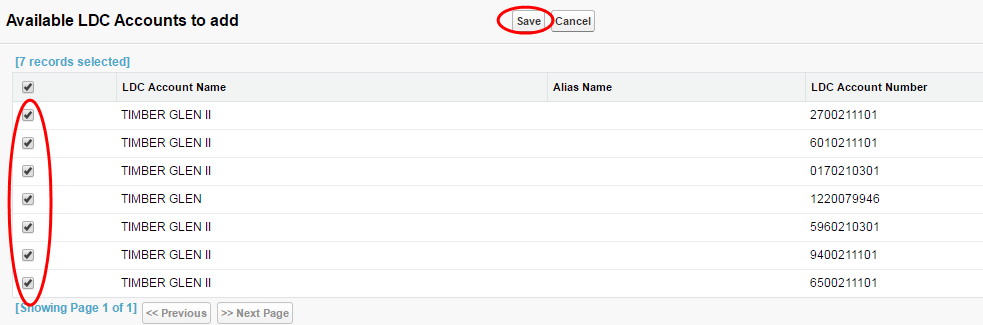 Available LDC Accounts to add Save Cancel
[7 records selected]
LDC Account Name Alias Name LDC Account Number
TIMBER GLEN II 2700211101
TIMBER GLEN II 6010211101
TIMBER GLEN II 0170210301
TIMBER GLEN 1220079946
TIMBER GLEN II 5960210301
TIMBER GLEN II 9400211101
TIMBER GLEN II 6500211101
[Showing Page 1 of 1] << Previous >> Next Page